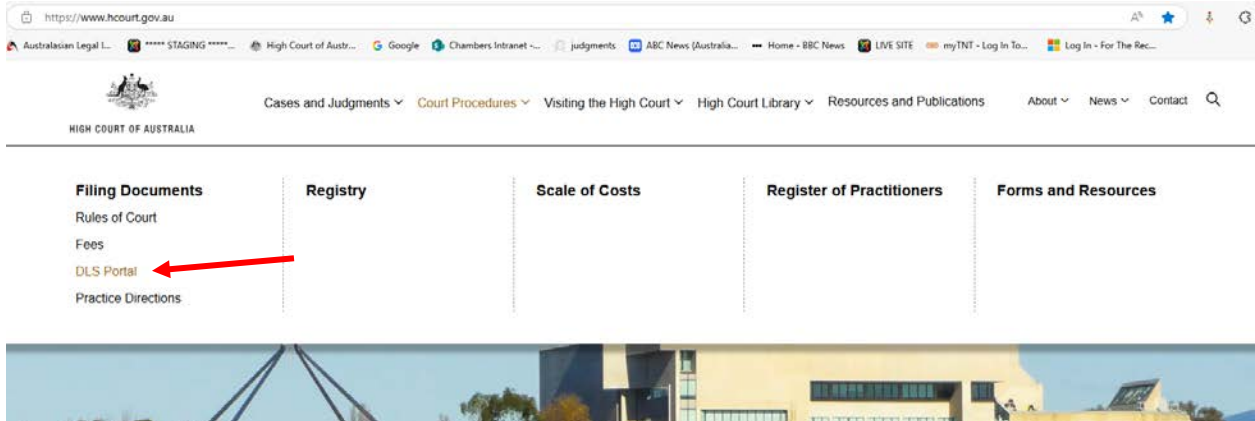 https://www.hcourt.gov.au
Australasian Legal I... ***** STAGING *****... High Court of Austr... Google Chambers Intranet -... judgments ABC News (Australia... Home - BBC News LIVE SITE myTNT - Log In To... Log In - For The Rec...
Cases and Judgments Court Procedures Visiting the High Court High Court Library Resources and Publications About News Contact
HIGH COURT OF AUSTRALIA
Filing Documents Registry Scale of Costs Register of Practitioners Forms and Resources
Rules of Court
Fees
DLS Portal
Practice Directions